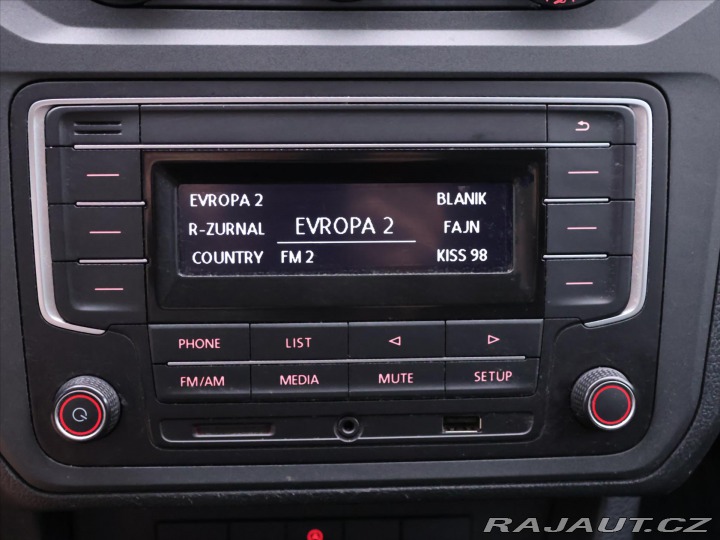 EVROPA 2
BLANIK
R-ZURNAL
EVROPA 2
FAJN
COUNTRY
FM 2
KISS 98
PHONE
LIST
FM/AM
MEDIA
MUTE
SETUP
RAJAUT.CZ